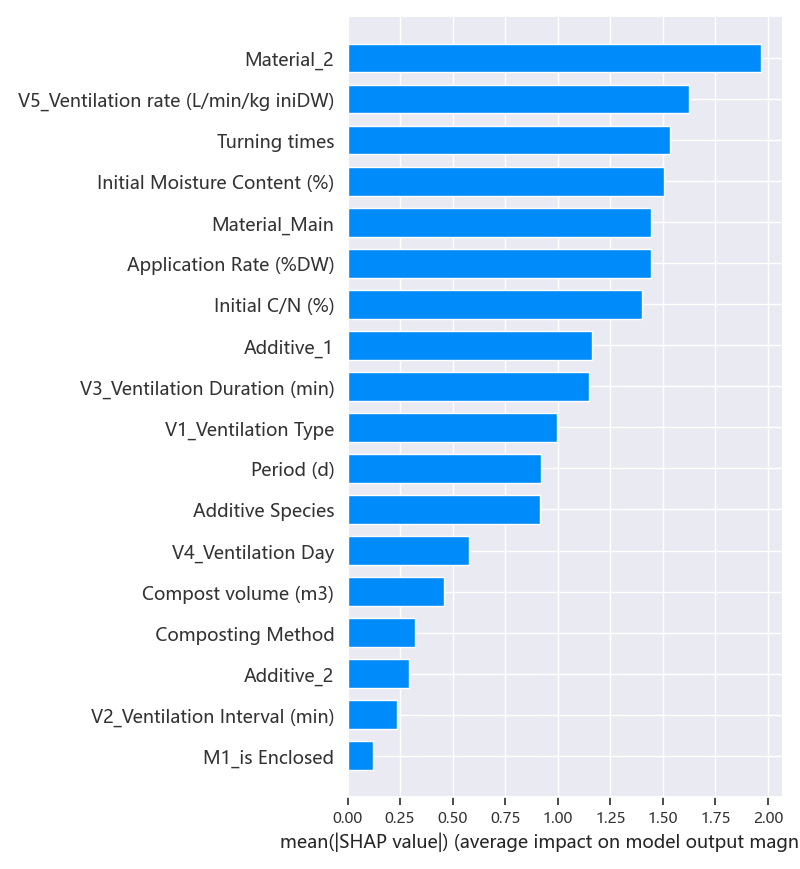 Material_2
V5_Ventilation rate (L/min/kg iniDW)
Turning times
Initial Moisture Content (%)
Material_Main
Application Rate (%DW)
Initial C/N (%)
Additive_1
V3_Ventilation Duration (min)
V1_Ventilation Type
Period (d)
Additive Species
V4_Ventilation Day
Compost volume (m3)
Composting Method
Additive_2
V2_Ventilation Interval (min)
M1_is Enclosed
0.00 0.25 0.50 0.75 1.00 1.25 1.50 1.75 2.00
mean(|SHAP value|) (average impact on model output magn